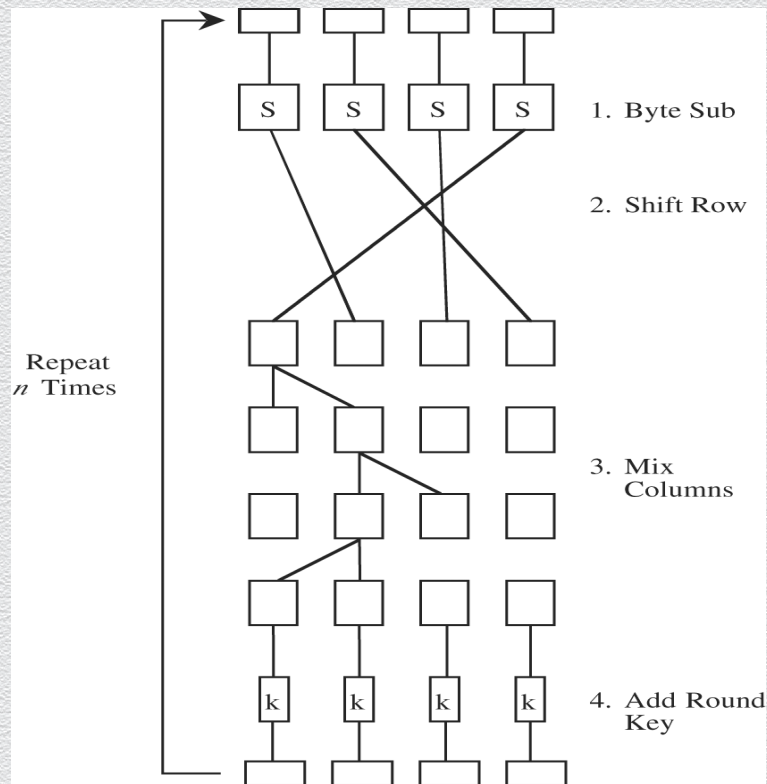 S S S S
1. Byte Sub
2. Shift Row
Repeat
n Times
3. Mix
Columns
k k k k
4. Add Round
Key